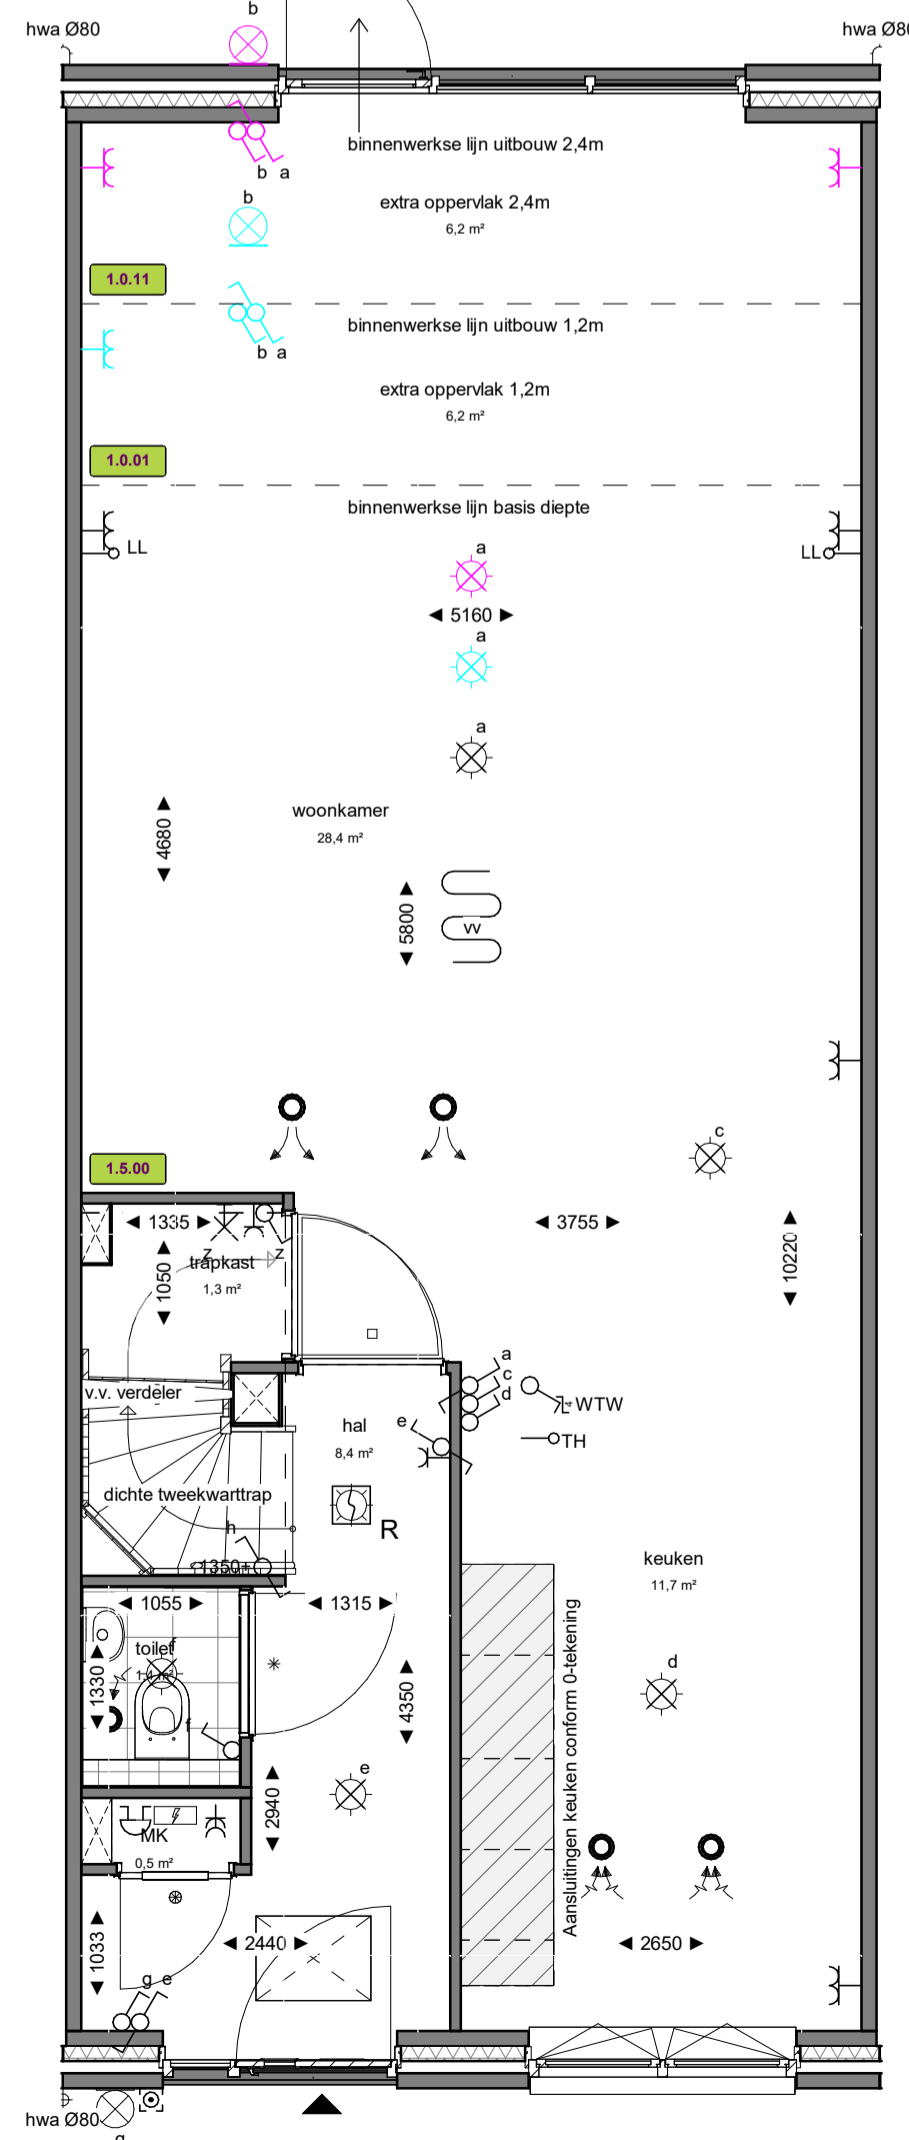 b
hwa Ø80
hwa Ø80
binnenwerkse lijn uitbouw 2,4m
b a
b
extra oppervlak 2,4m
6,2 m²
1.0.11
binnenwerkse lijn uitbouw 1,2m
b a
extra oppervlak 1,2m
6,2 m²
1.0.01
binnenwerkse lijn basis diepte
LL
LL
a
5160
a
a
woonkamer
28,4 m²
4680
5800
vv
c
1.5.00
1335
3755
z
z
trapkast
1,3 m²
1050
10220
a
c
d
v.v. verdeler
WTW
e
hal
8,4 m²
TH
dichte tweekwarttrap
R
h
1350+
keuken
11,7 m²
1055
1315
toilet
f
1330
4350
Aansluitingen keuken conform 0-tekening
d
f
e
2940
MK
0,5 m²
1033
2440
2650
g e
hwa Ø80
g